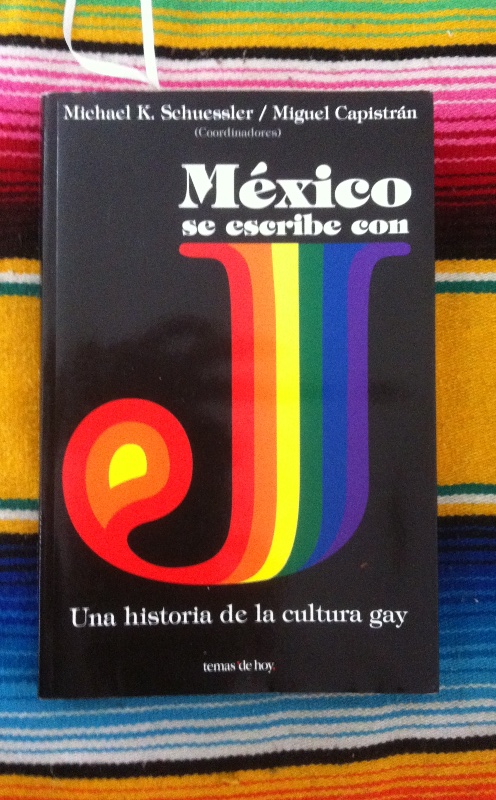 Michael K. Schuessler / Miguel Capistrán
(Coordinadores)
México
se escribe con
J
Una historia de la cultura gay
temas'de hoy.